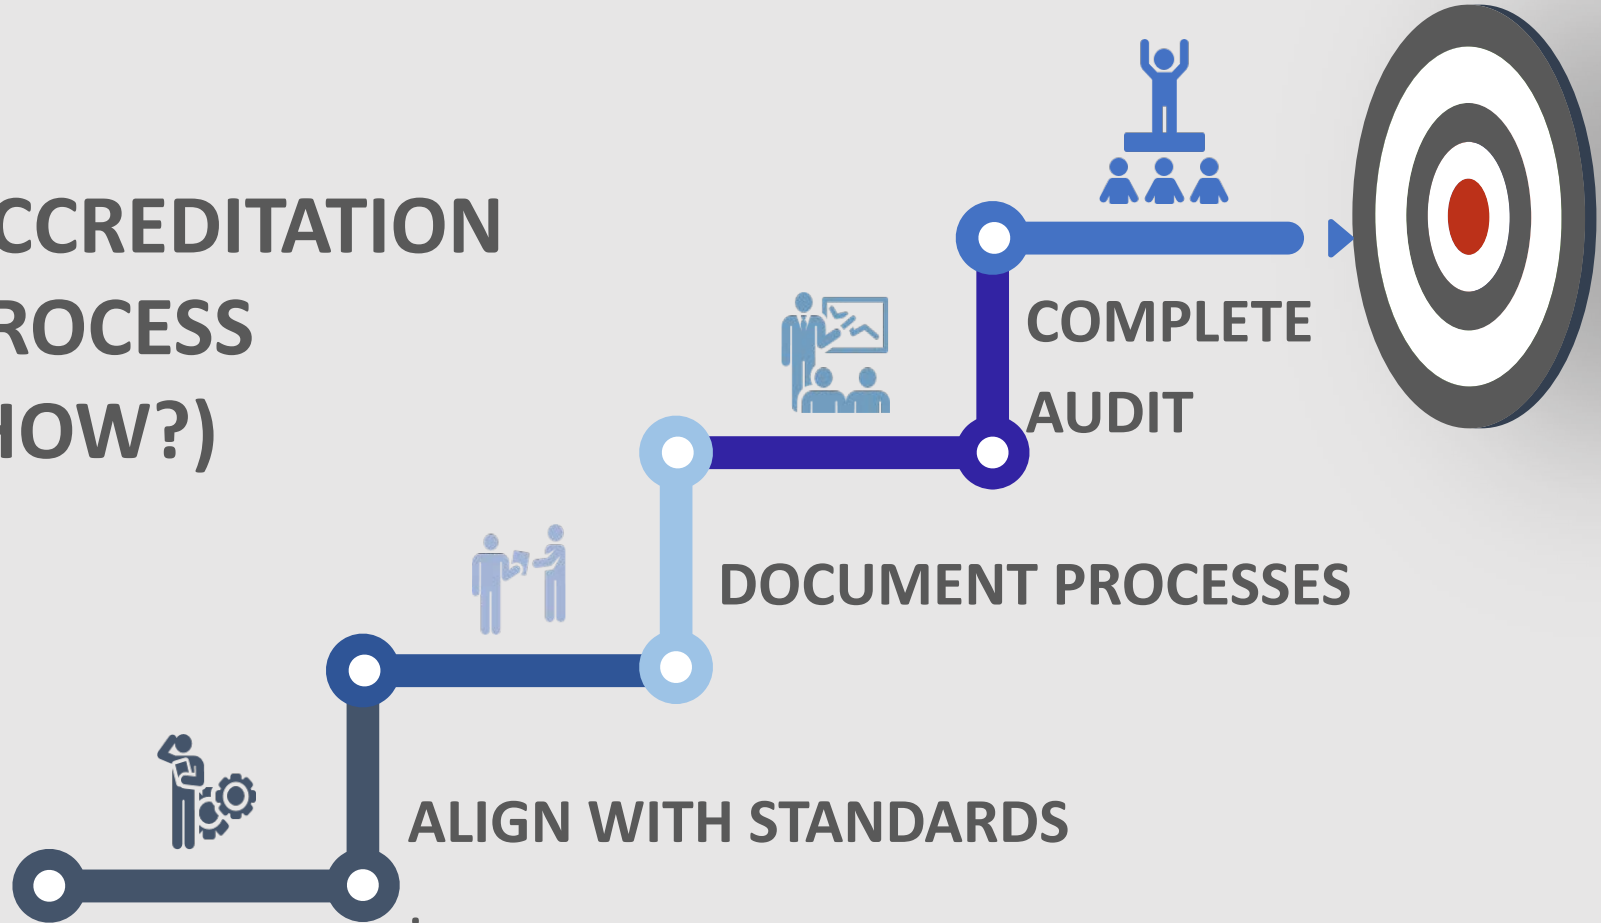 CCREDITATION
ROCESS
HOW?)
COMPLETE
AUDIT
DOCUMENT PROCESSES
ALIGN WITH STANDARDS